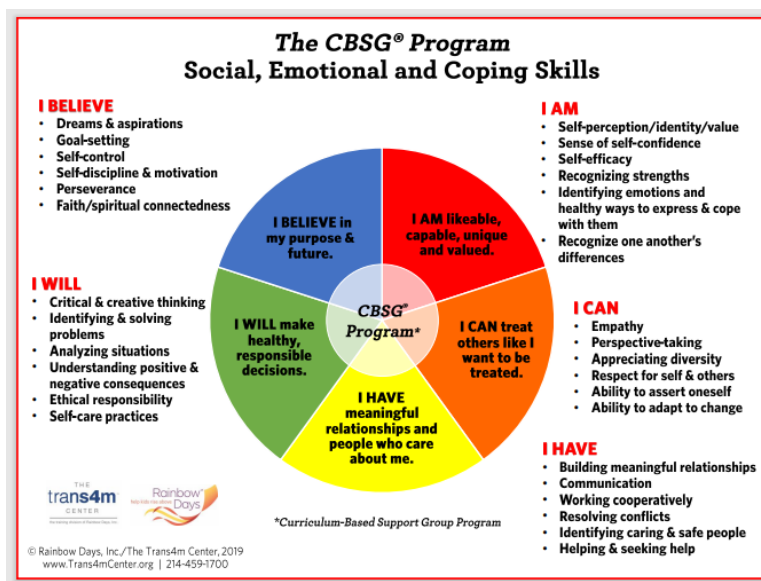 The CBSG® Program
Social, Emotional and Coping Skills
I BELIEVE
• Dreams & aspirations
• Goal-setting
• Self-control
• Self-discipline & motivation
• Perseverance
• Faith/spiritual connectedness
I WILL
• Critical & creative thinking
• Identifying & solving
problems
• Analyzing situations
• Understanding positive &
negative consequences
• Ethical responsibility
• Self-care practices
I BELIEVE in
my purpose &
future.
I AM likeable,
capable, unique
and valued.
I WILL make
healthy,
responsible
decisions.
CBSG®
Program*
I CAN treat
others like I
want to be
treated.
I HAVE
meaningful
relationships and
people who care
about me.
I AM
• Self-perception/identity/value
• Sense of self-confidence
• Self-efficacy
• Recognizing strengths
• Identifying emotions and
healthy ways to express & cope
with them
• Recognize one another's
differences
I CAN
• Empathy
• Perspective-taking
• Appreciating diversity
• Respect for self & others
• Ability to assert oneself
• Ability to adapt to change
I HAVE
• Building meaningful relationships
• Communication
• Working cooperatively
• Resolving conflicts
• Identifying caring & safe people
• Helping & seeking help
THE
trans4m
CENTER
Rainbow
Days
*Curriculum-Based Support Group Program
© Rainbow Days, Inc./The Trans4m Center, 2019
www.Trans4mCenter.org | 214-459-1700